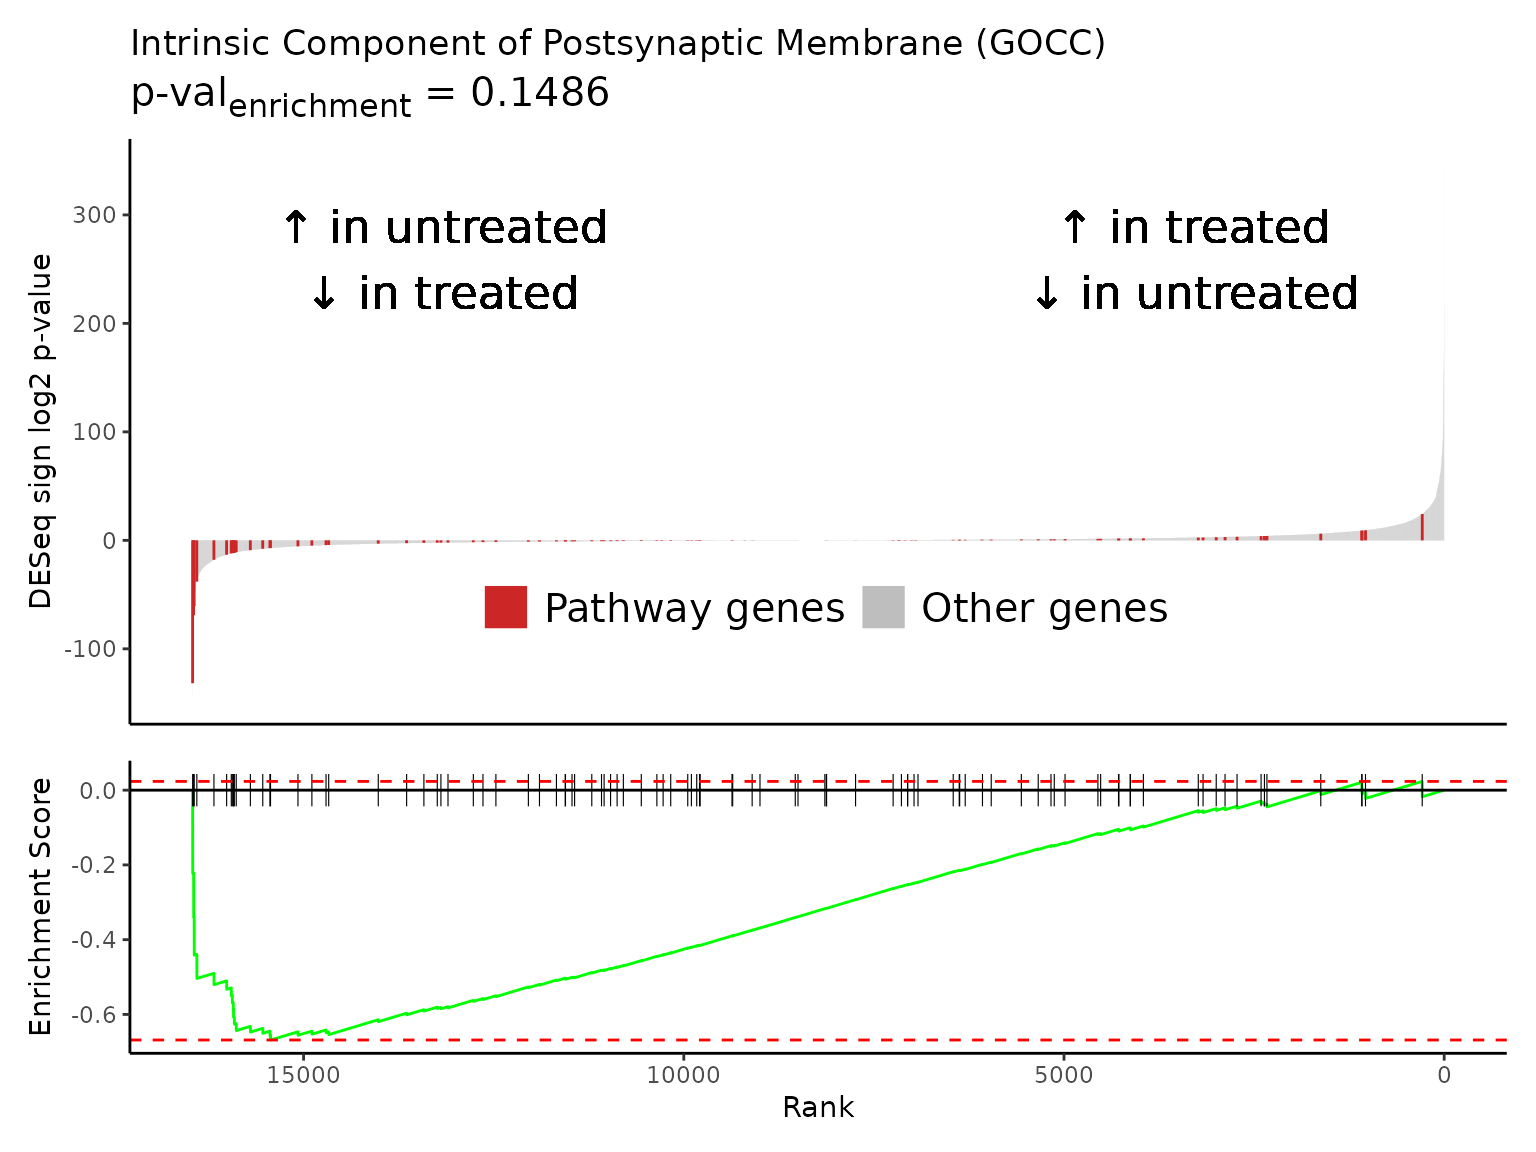 Intrinsic Component of Postsynaptic Membrane (GOCC)
p-val enrichment = 0.1486
DESeq sign log2 p-value
300
200
100
0
-100
↑ in untreated
↓ in treated
↑ in treated
↓ in untreated
Pathway genes
Other genes
Enrichment Score
0.0
-0.2
-0.4
-0.6
15000
10000
5000
0
Rank